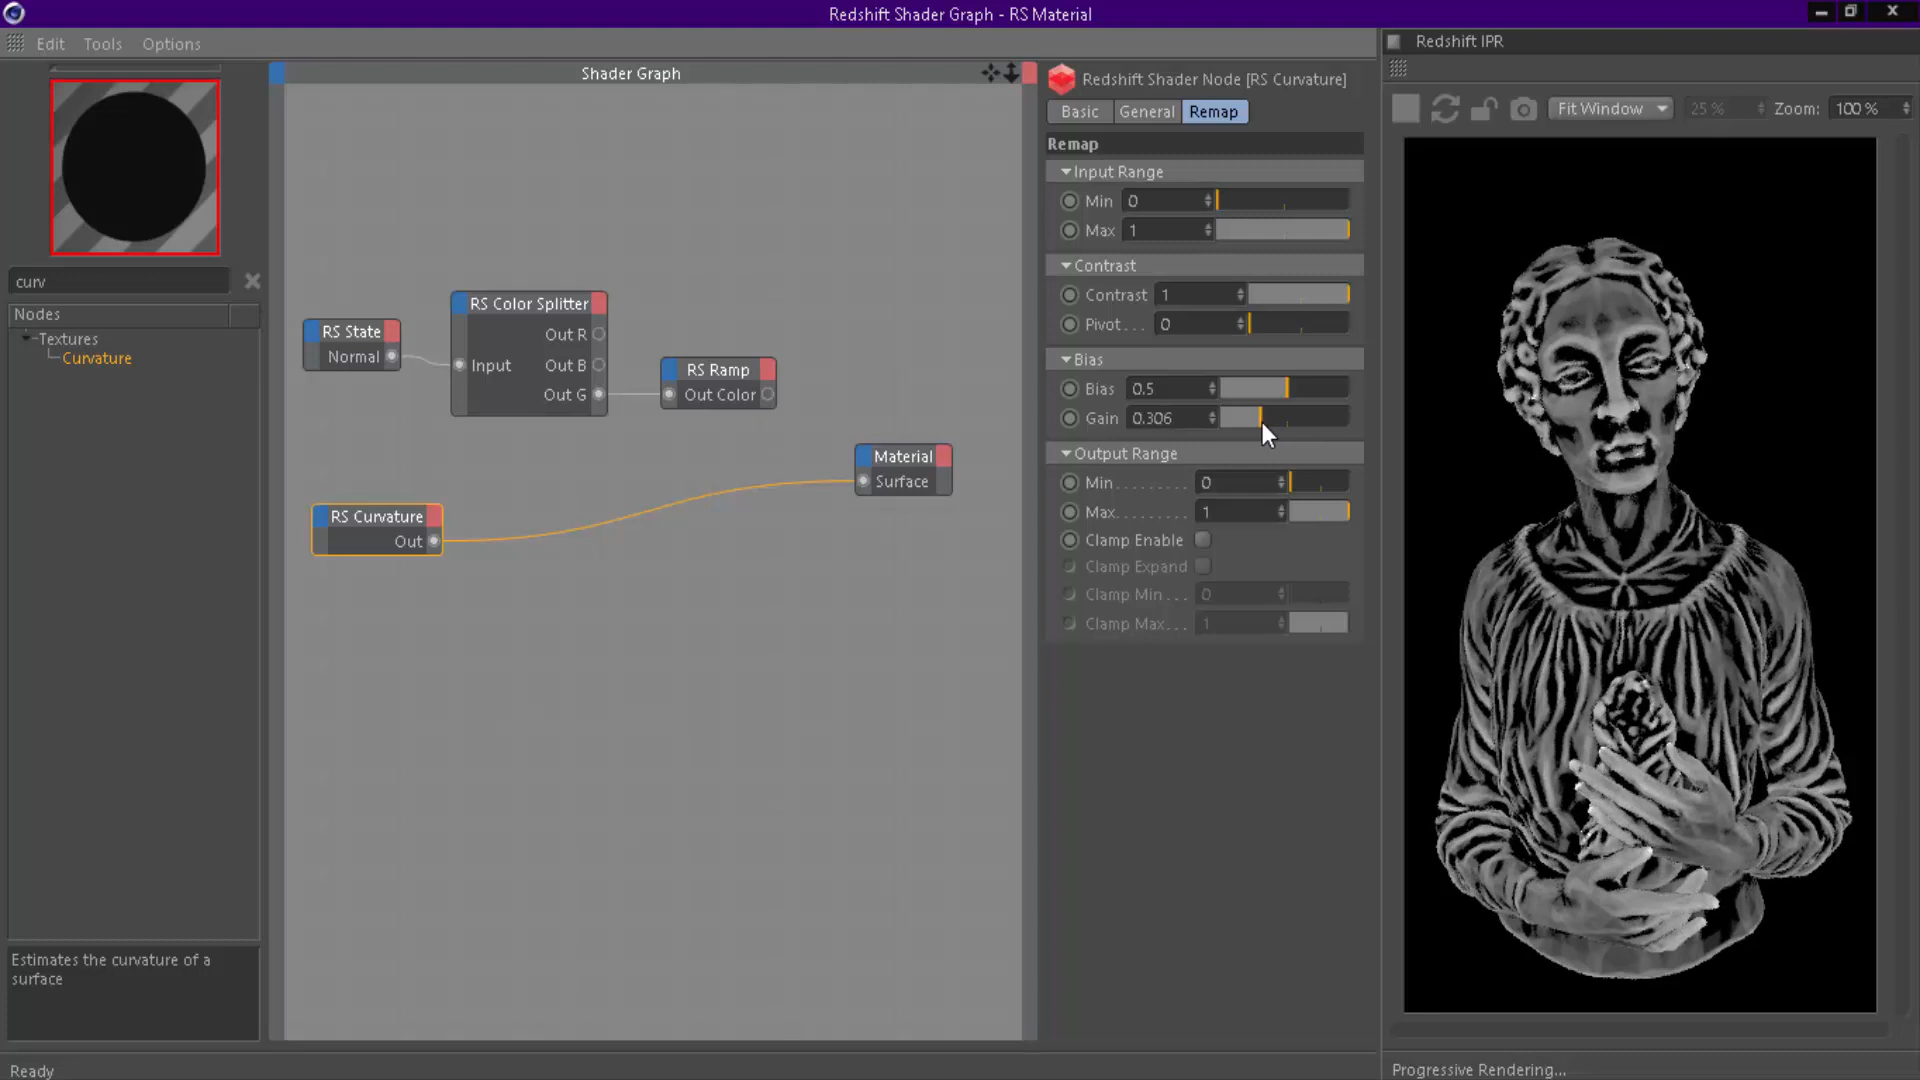 Redshift Shader Graph - RS Material
Edit Tools Options
curv
Nodes
Textures
Curvature
Estimates the curvature of a
surface
Ready
Shader Graph
RS State
Normal
RS Color Splitter
Out R
Input
Out B
Out G
RS Ramp
Out Color
Material
Surface
RS Curvature
Out
Redshift Shader Node [RS Curvature]
Basic General Remap
Remap
Input Range
Min 0
Max 1
Contrast
Contrast 1
Pivot... 0
Bias
Bias 0.5
Gain 0.306
Output Range
Min......... 0
Max......... 1
Clamp Enable
Clamp Expand
Clamp Min... 0
Clamp Max... 1
Redshift IPR
Fit Window 25 % Zoom: 100 %
Progressive Rendering...